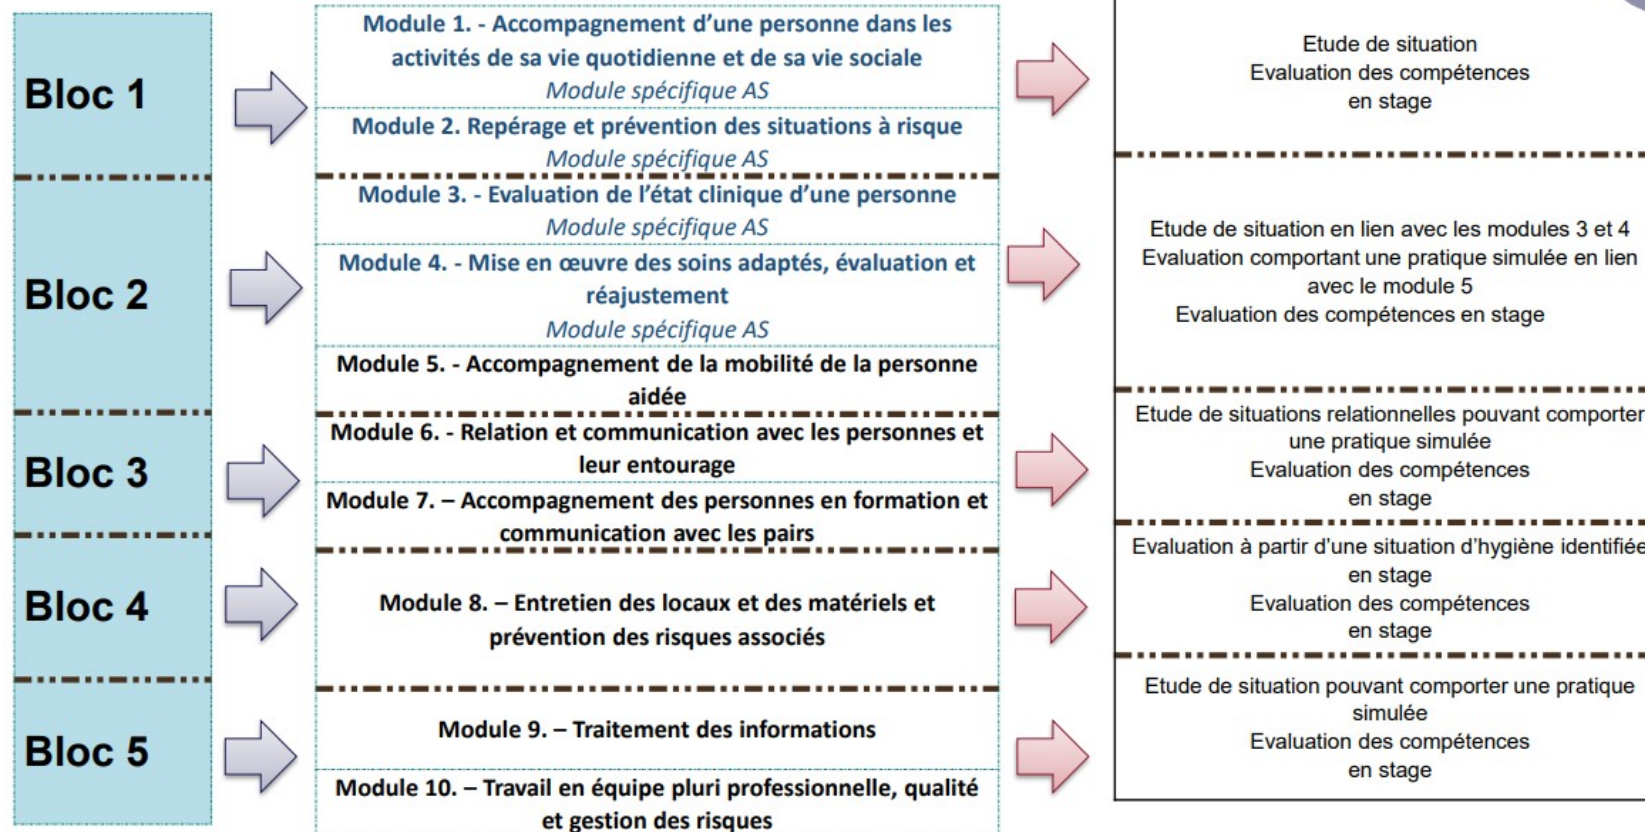 Bloc 1
Module 1. - Accompagnement d’une personne dans les
activités de sa vie quotidienne et de sa vie sociale
Module spécifique AS
Module 2. Repérage et prévention des situations à risque
Module spécifique AS
Etude de situation
Evaluation des compétences
en stage
Bloc 2
Module 3. - Evaluation de l’état clinique d’une personne
Module spécifique AS
Module 4. - Mise en œuvre des soins adaptés, évaluation et
réajustement
Module spécifique AS
Module 5. - Accompagnement de la mobilité de la personne
aidée
Etude de situation en lien avec les modules 3 et 4
Evaluation comportant une pratique simulée en lien
avec le module 5
Evaluation des compétences en stage
Bloc 3
Module 6. - Relation et communication avec les personnes et
leur entourage
Module 7. – Accompagnement des personnes en formation et
communication avec les pairs
Etude de situations relationnelles pouvant comporter
une pratique simulée
Evaluation des compétences
en stage
Bloc 4
Module 8. – Entretien des locaux et des matériels et
prévention des risques associés
Evaluation à partir d’une situation d’hygiène identifiée
en stage
Evaluation des compétences
en stage
Bloc 5
Module 9. – Traitement des informations
Module 10. – Travail en équipe pluri professionnelle, qualité
et gestion des risques
Etude de situation pouvant comporter une pratique
simulée
Evaluation des compétences
en stage